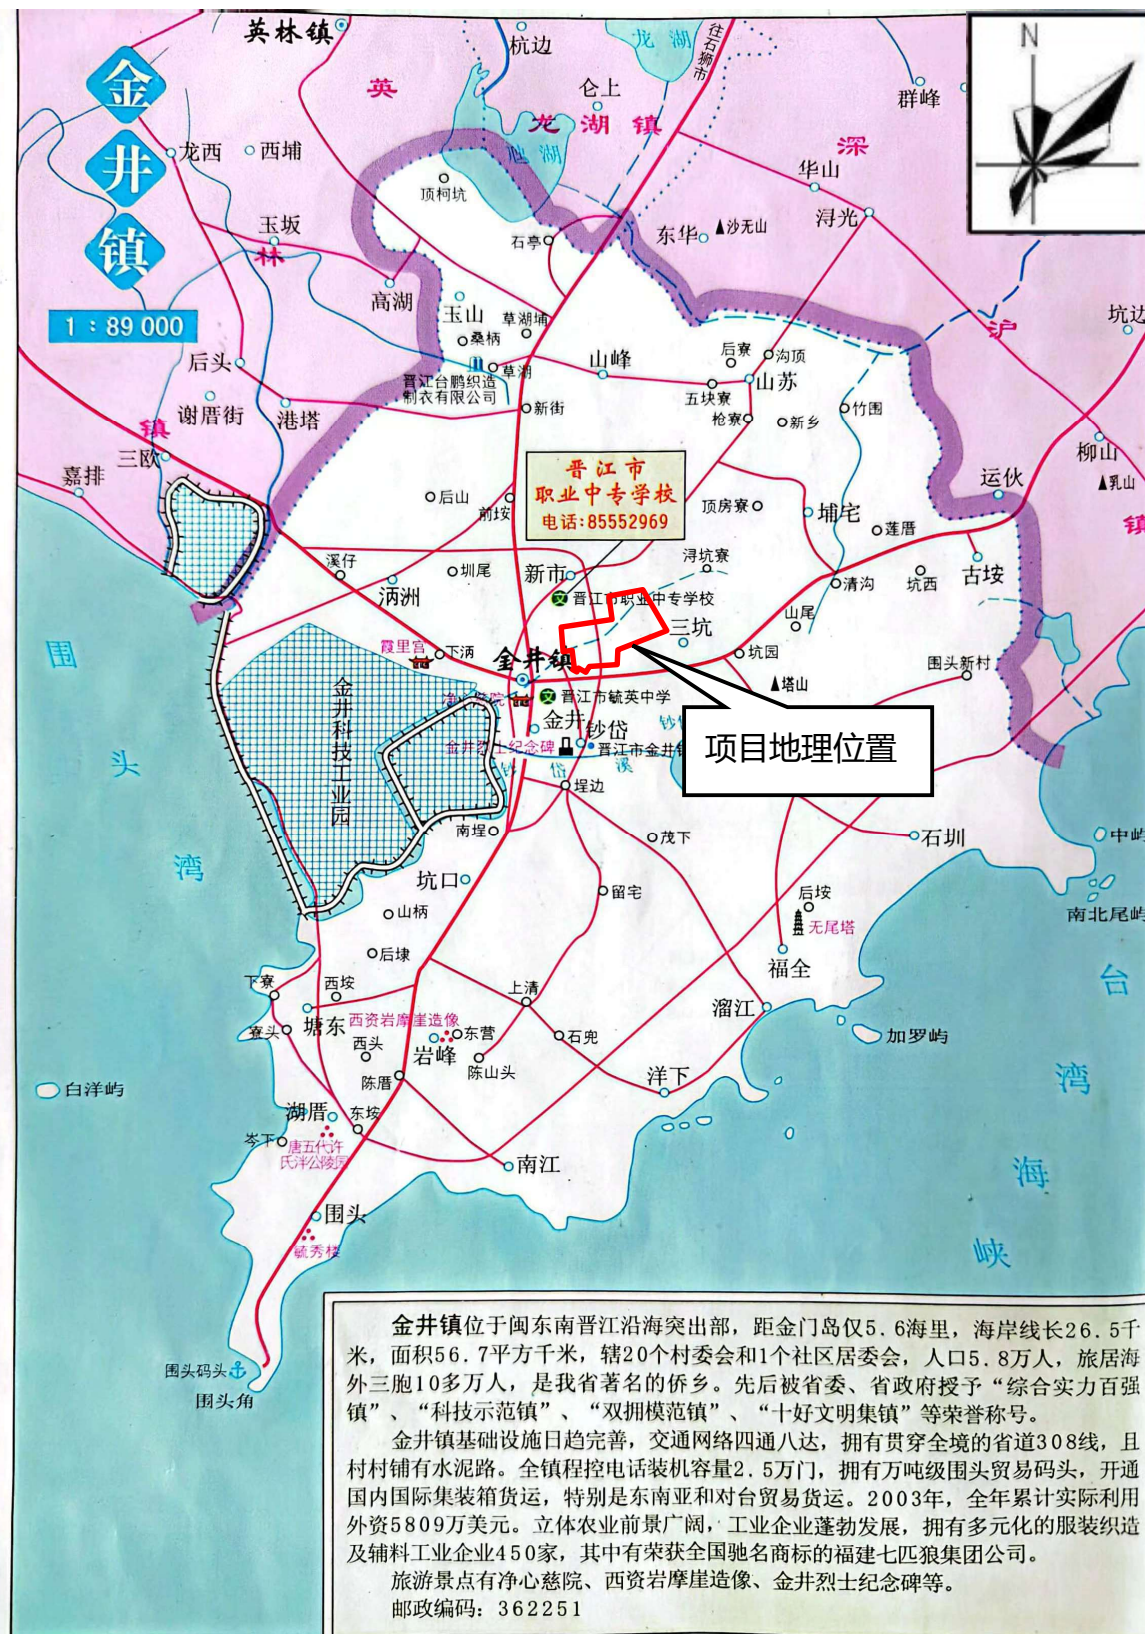 金井镇
1：89 000
英林镇
杭边
龙湖
往石狮市
N
英
仑上
群峰
龙湖镇
深
龙西
西埔
虺湖
顶柯坑
华山
浔光
玉坂
林
石亭
东华
沙无山
高湖
玉山
草湖埔
桑柄
沪
坑边
后头
草湖
山峰
后寮
沟顶
山苏
晋江台鹏织造
制衣有限公司
五块寮
谢厝街
港塔
新街
枪寮
新乡
竹围
镇
三欧
晋江市
职业中专学校
电话:85552969
柳山
嘉排
运伙
乳山
后山
前垵
顶房寮
埔宅
莲厝
镇
溪仔
圳尾
新市
浔坑寮
清沟
坑西
古垵
洏洲
晋江市职业中专学校
山尾
三坑
围
霞里宫
下洏
金井镇
坑园
围头新村
塔山
金井科技工业园
晋江市毓英中学
金井
钞岱
金井烈士纪念碑
晋江市金井
项目地理位置
头
钞岱溪
埕边
湾
南埕
茂下
石圳
中屿
坑口
留宅
后垵
山柄
无尾塔
南北尾屿
后埭
福全
台
下寮
西垵
上清
溜江
塘东
西资岩摩崖造像
寮头
东营
石兜
加罗屿
西头
岩峰
陈厝
陈山头
洋下
湾
白洋屿
湖厝
东垵
岑下
唐五代许
氏泮公陵园
南江
海
围头
毓秀楼
峡
围头码头
围头角
金井镇位于闽东南晋江沿海突出部，距金门岛仅5.6海里，海岸线长26.5千
米，面积56.7平方千米，辖20个村委会和1个社区居委会，人口5.8万人，旅居海
外三胞10多万人，是我省著名的侨乡。先后被省委、省政府授予“综合实力百强
镇”、“科技示范镇”、“双拥模范镇”、“十好文明集镇”等荣誉称号。
金井镇基础设施日趋完善，交通网络四通八达，拥有贯穿全境的省道308线，且
村村铺有水泥路。全镇程控电话装机容量2.5万门，拥有万吨级围头贸易码头，开通
国内国际集装箱货运，特别是东南亚和对台贸易货运。2003年，全年累计实际利用
外资5809万美元。立体农业前景广阔，工业企业蓬勃发展，拥有多元化的服装织造
及辅料工业企业450家，其中有荣获全国驰名商标的福建七匹狼集团公司。
旅游景点有净心慈院、西资岩摩崖造像、金井烈士纪念碑等。
邮政编码：362251